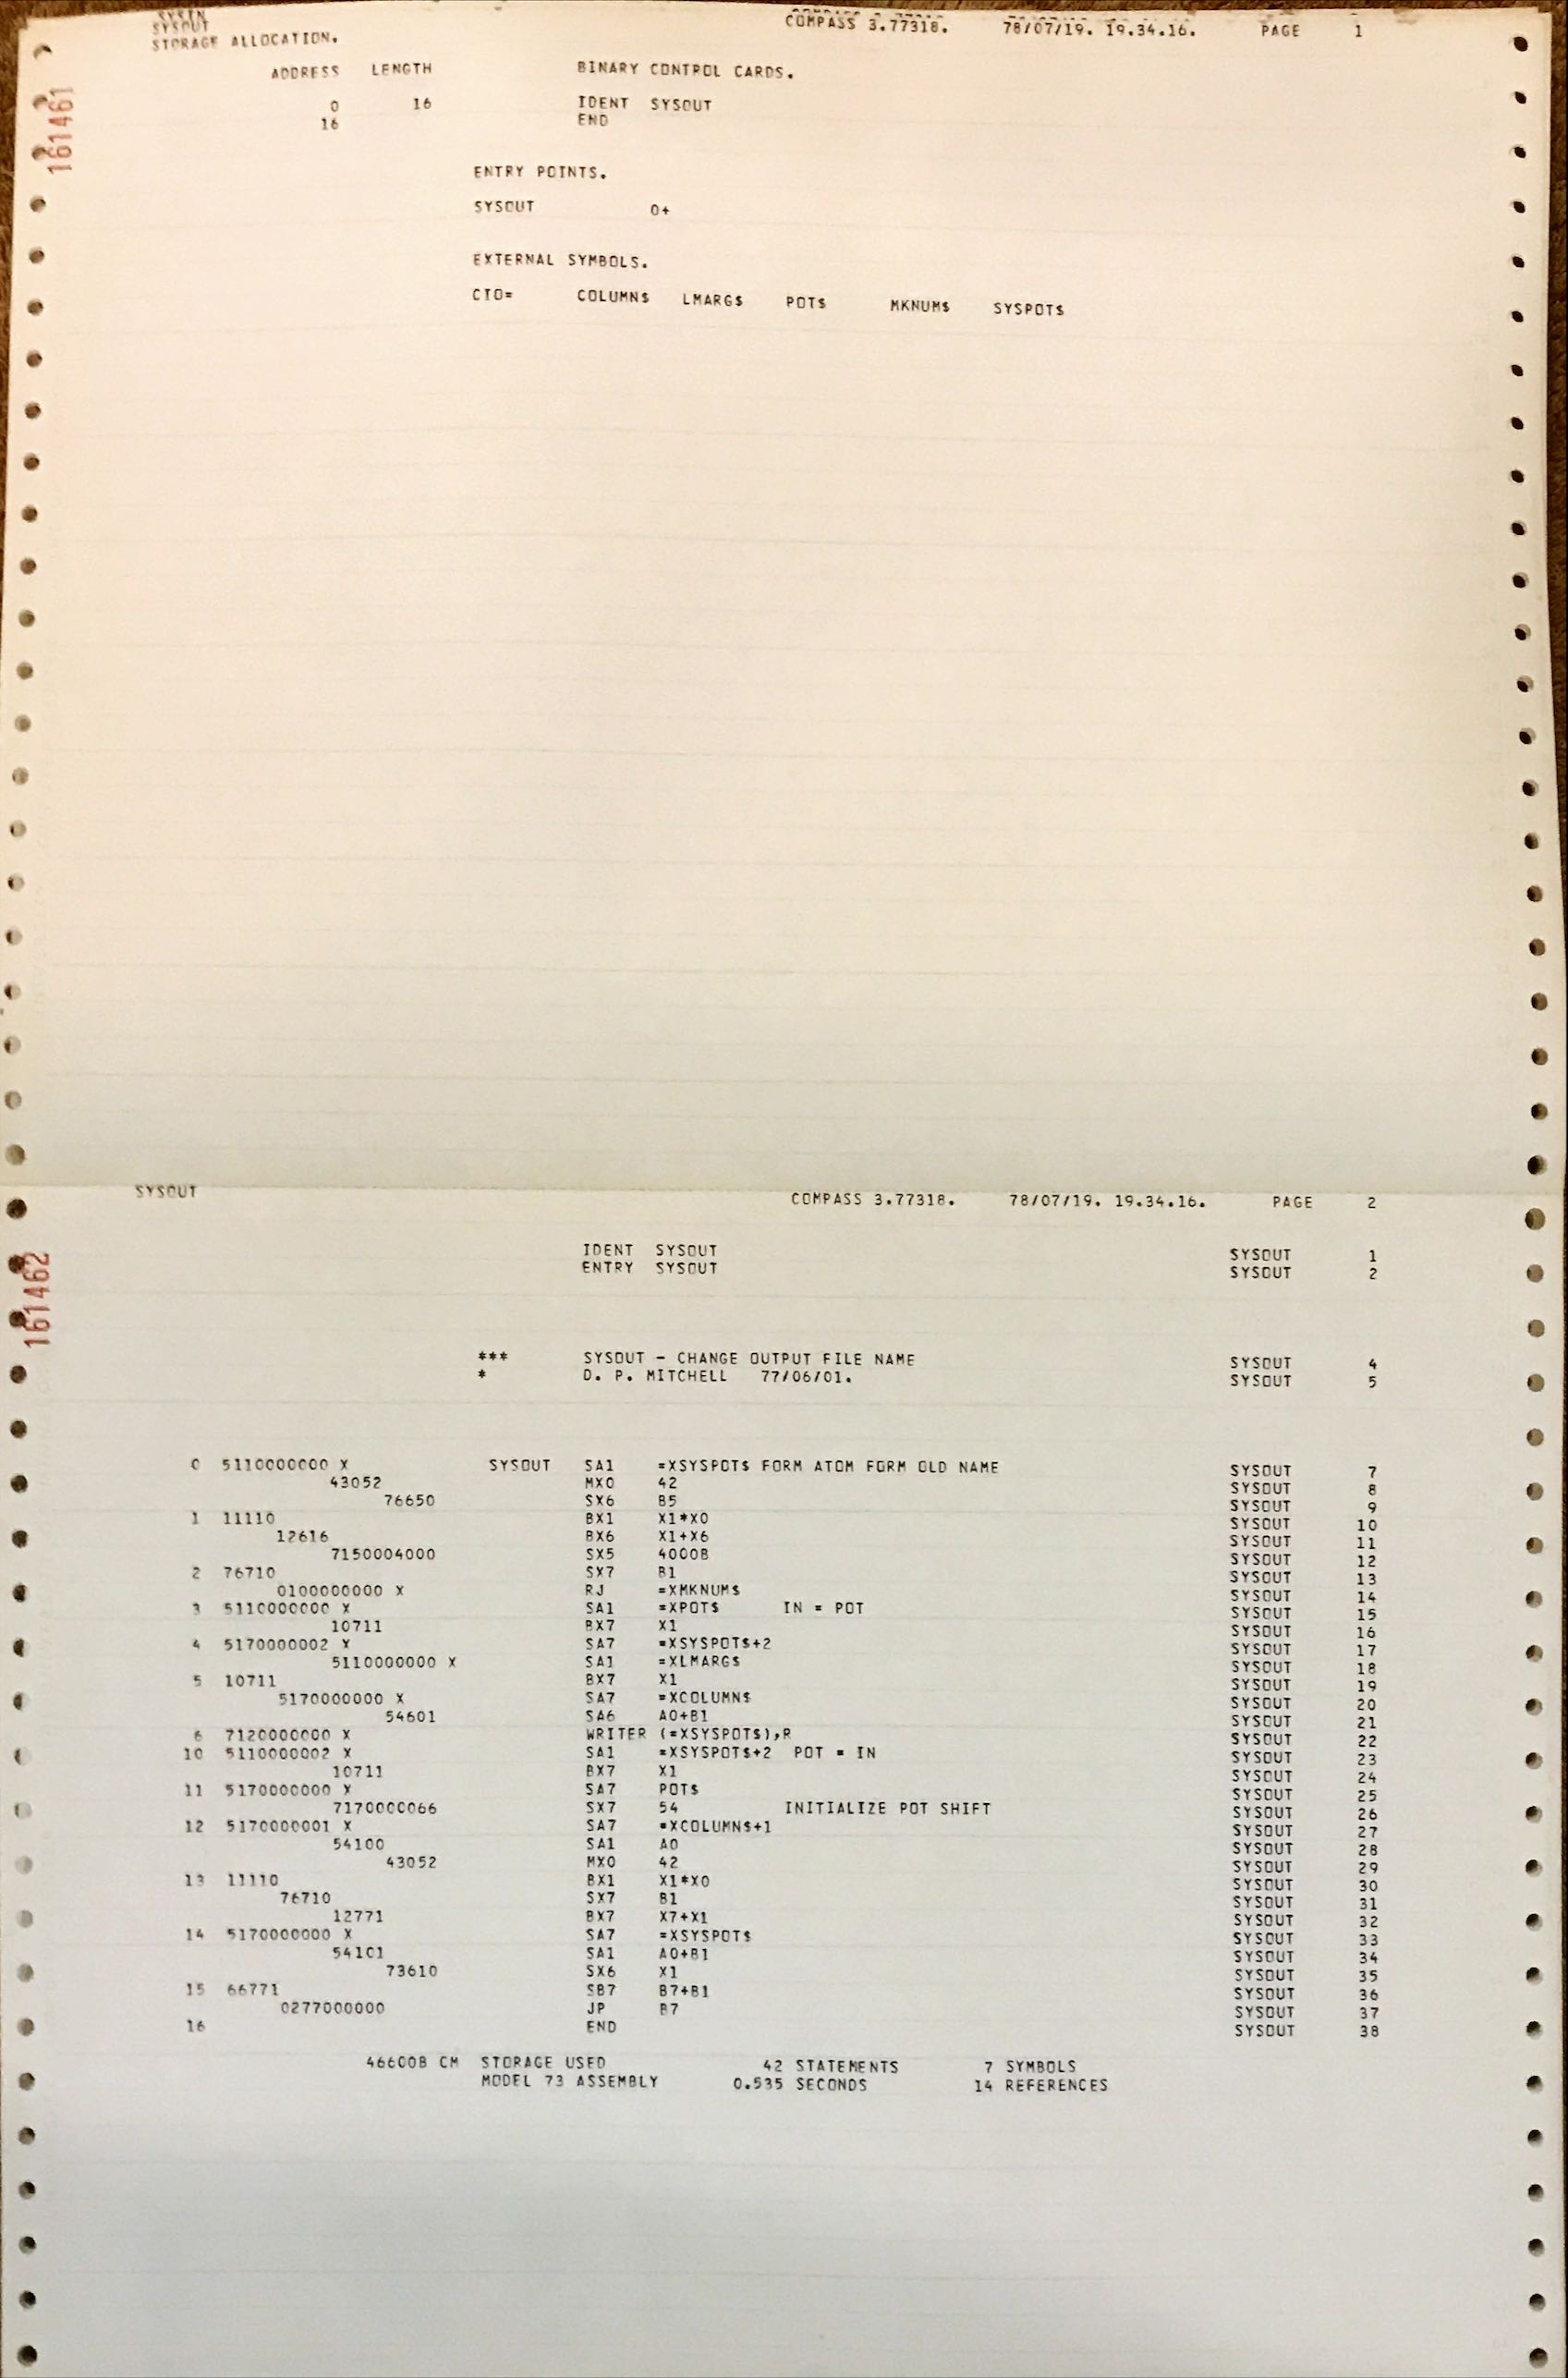 SYSIN
SYSOUT COMPASS 3.77318. 78/07/19. 19.34.16. PAGE 1
STORAGE ALLOCATION.
ADDRESS LENGTH BINARY CONTROL CARDS.
0 16 IDENT SYSOUT
16 END
161461
ENTRY POINTS.
SYSOUT 0+
EXTERNAL SYMBOLS.
CIO= COLUMN$ LMARG$ POT$ MKNUM$ SYSPOT$
SYSOUT COMPASS 3.77318. 78/07/19. 19.34.16. PAGE 2
161462
IDENT SYSOUT SYSOUT 1
ENTRY SYSOUT SYSOUT 2
*** SYSOUT - CHANGE OUTPUT FILE NAME SYSOUT 4
* D. P. MITCHELL 77/06/01. SYSOUT 5
0 5110000000 X SYSOUT SA1 =XSYSPOT$ FORM ATOM FORM OLD NAME SYSOUT 7
43052 MX0 42 SYSOUT 8
76650 SX6 B5 SYSOUT 9
1 11110 BX1 X1*X0 SYSOUT 10
12616 BX6 X1+X6 SYSOUT 11
7150004000 SX5 4000B SYSOUT 12
2 76710 SX7 B1 SYSOUT 13
0100000000 X RJ =XMKNUM$ SYSOUT 14
3 5110000000 X SA1 =XPOT$ IN = POT SYSOUT 15
10711 BX7 X1 SYSOUT 16
4 5170000002 X SA7 =XSYSPOT$+2 SYSOUT 17
5110000000 X SA1 =XLMARG$ SYSOUT 18
5 10711 BX7 X1 SYSOUT 19
5170000000 X SA7 =XCOLUMN$ SYSOUT 20
54601 SA6 A0+B1 SYSOUT 21
6 7120000000 X WRITER (=XSYSPOT$),R SYSOUT 22
10 5110000002 X SA1 =XSYSPOT$+2 POT = IN SYSOUT 23
10711 BX7 X1 SYSOUT 24
11 5170000000 X SA7 POT$ SYSOUT 25
7170000066 SX7 54 INITIALIZE POT SHIFT SYSOUT 26
12 5170000001 X SA7 =XCOLUMN$+1 SYSOUT 27
54100 SA1 A0 SYSOUT 28
43052 MX0 42 SYSOUT 29
13 11110 BX1 X1*X0 SYSOUT 30
76710 SX7 B1 SYSOUT 31
12771 BX7 X7+X1 SYSOUT 32
14 5170000000 X SA7 =XSYSPOT$ SYSOUT 33
54101 SA1 A0+B1 SYSOUT 34
73610 SX6 X1 SYSOUT 35
15 66771 SB7 B7+B1 SYSOUT 36
0277000000 JP B7 SYSOUT 37
16 END SYSOUT 38
46600B CM STORAGE USED 42 STATEMENTS 7 SYMBOLS
MODEL 73 ASSEMBLY 0.535 SECONDS 14 REFERENCES